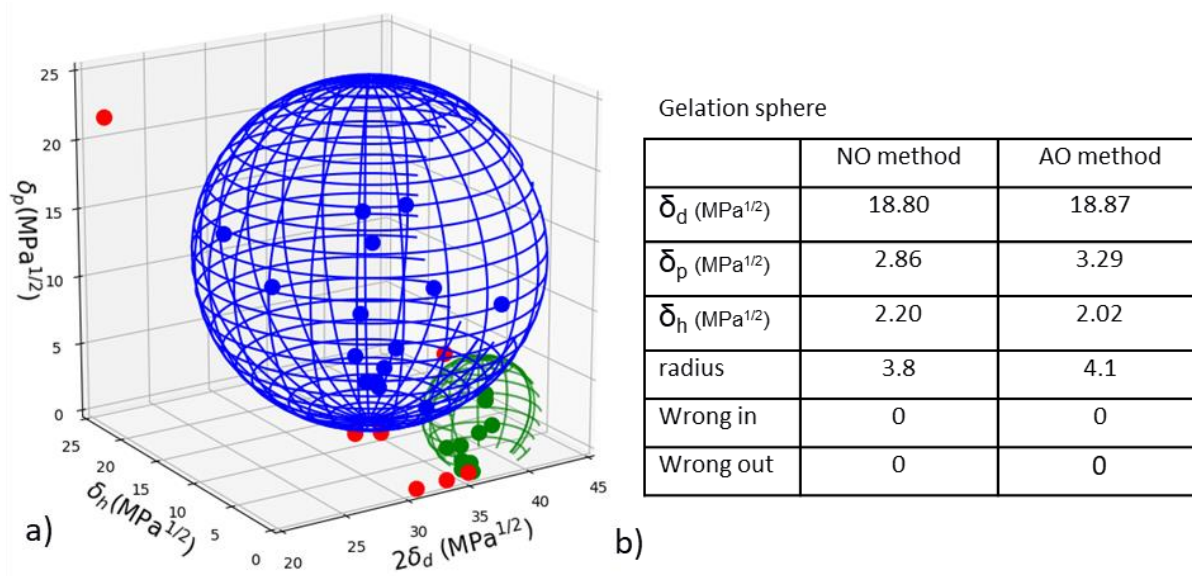 25
20
15
10
5
0
δp(MPa1/2)
25
20
15
10
5
0
δh(MPa1/2)
20
25
30
35
40
45
2δd (MPa1/2)
a)
Gelation sphere
NO method AO method
δd (MPa1/2) 18.80 18.87
δp (MPa1/2) 2.86 3.29
δh (MPa1/2) 2.20 2.02
radius 3.8 4.1
Wrong in 0 0
Wrong out 0 0
b)